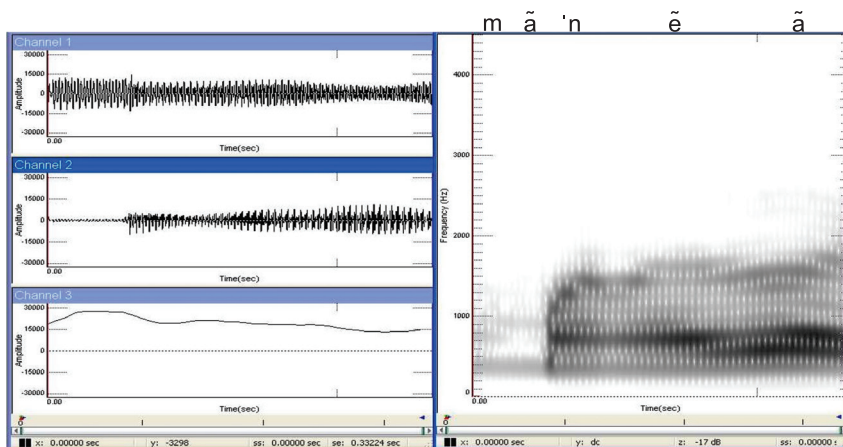 m ã ˈn ẽ ã
Channel 1
30000
15000
0
-15000
-30000
Amplitude
0.00
Time(sec)
Channel 2
30000
15000
0
-15000
-30000
Amplitude
0.00
Time(sec)
Channel 3
30000
15000
0
-15000
-30000
Amplitude
0.00
Time(sec)
x: 0.00000 sec y: -3298 ss: 0.00000 sec se: 0.33224 sec
4000
3000
2000
1000
0
Frequency (Hz)
0.00
Time(sec)
x: 0.00000 sec y: dc z: -17 dB ss: 0.00000